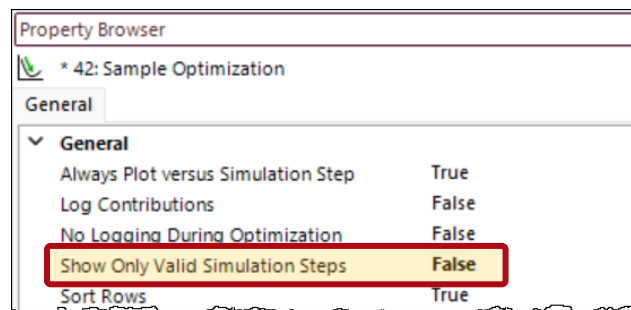 Property Browser
* 42: Sample Optimization
General
General
Always Plot versus Simulation Step True
Log Contributions False
No Logging During Optimization False
Show Only Valid Simulation Steps False
Sort Rows True